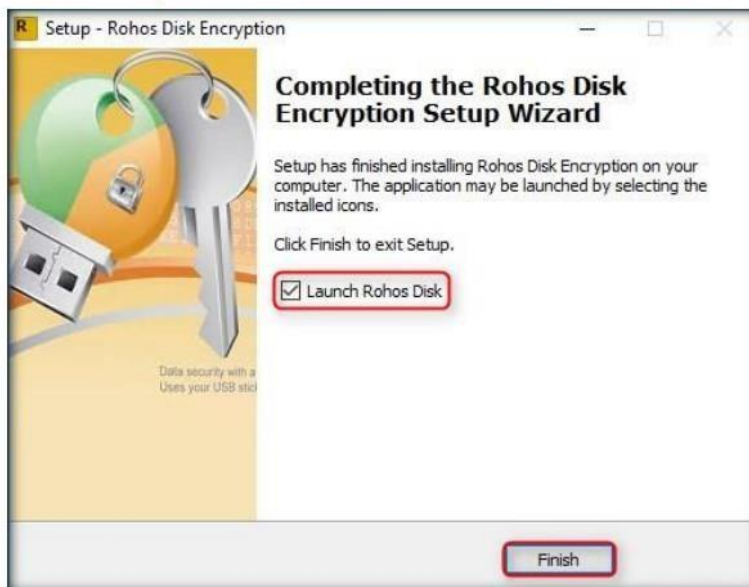 R Setup - Rohos Disk Encryption
Completing the Rohos Disk
Encryption Setup Wizard
Setup has finished installing Rohos Disk Encryption on your
computer. The application may be launched by selecting the
installed icons.
Click Finish to exit Setup.
Launch Rohos Disk
Data security with a
Uses your USB stic
Finish